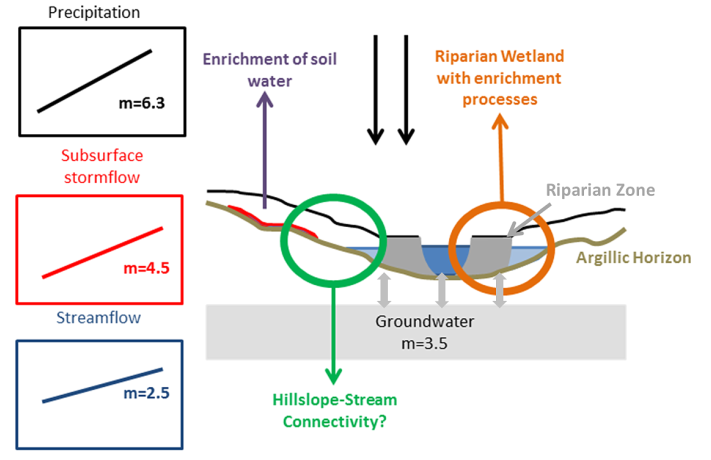 Precipitation
m=6.3
Subsurface
stormflow
m=4.5
Streamflow
m=2.5
Enrichment of soil
water
Riparian Wetland
with enrichment
processes
Riparian Zone
Argillic Horizon
Groundwater
m=3.5
Hillslope-Stream
Connectivity?